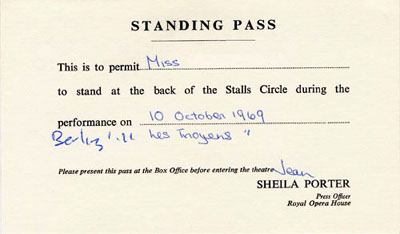 STANDING PASS
This is to permit Miss
to stand at the back of the Stalls Circle during the
performance on 10 October 1969
Berlioz' "Les Troyens"
Please present this pass at the Box Office before entering the theatre. Jean
SHEILA PORTER
Press Officer
Royal Opera House